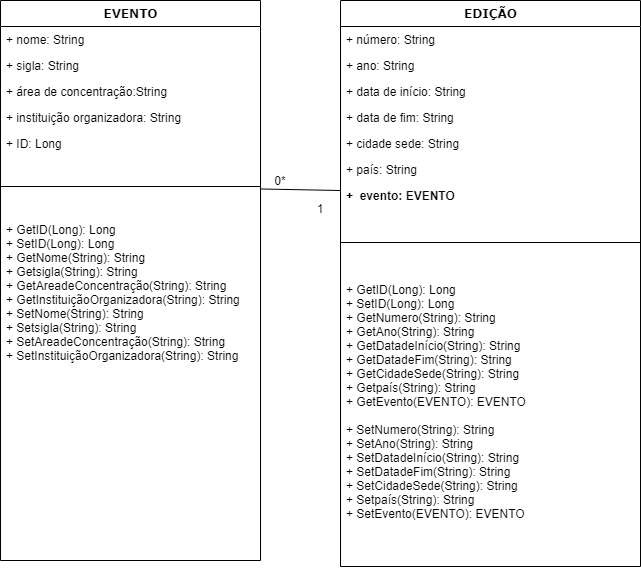 EVENTO
+ nome: String
+ sigla: String
+ área de concentração:String
+ instituição organizadora: String
+ ID: Long
+ GetID(Long): Long
+ SetID(Long): Long
+ GetNome(String): String
+ Getsigla(String): String
+ GetAreadeConcentração(String): String
+ GetInstituiçãoOrganizadora(String): String
+ SetNome(String): String
+ Setsigla(String): String
+ SetAreadeConcentração(String): String
+ SetInstituiçãoOrganizadora(String): String
0*
1
EDIÇÃO
+ número: String
+ ano: String
+ data de início: String
+ data de fim: String
+ cidade sede: String
+ país: String
+ evento: EVENTO
+ GetID(Long): Long
+ SetID(Long): Long
+ GetNumero(String): String
+ GetAno(String): String
+ GetDatadeInício(String): String
+ GetDatadeFim(String): String
+ GetCidadeSede(String): String
+ Getpaís(String): String
+ GetEvento(EVENTO): EVENTO
+ SetNumero(String): String
+ SetAno(String): String
+ SetDatadeInício(String): String
+ SetDatadeFim(String): String
+ SetCidadeSede(String): String
+ Setpaís(String): String
+ SetEvento(EVENTO): EVENTO